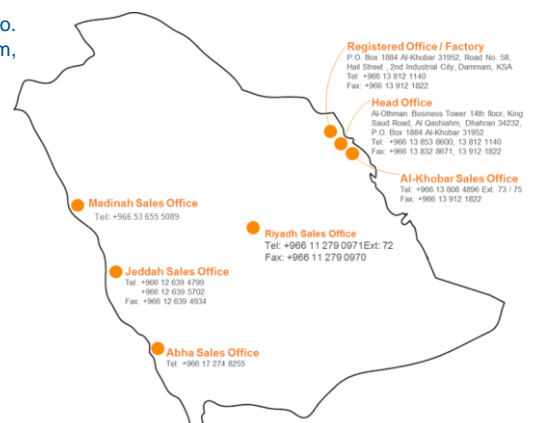 o.
m,
Registered Office / Factory
P.O. Box 1884 Al-Khobar 31952, Road No. 58,
Hail Street , 2nd Industrial City, Dammam, KSA
Tel: +966 13 812 1140
Fax: +966 13 912 1822
Head Office
Al-Othman Business Tower 14th floor, King
Saud Road, Al Qashiahm, Dhahran 34232,
P.O. Box 1884 Al-Khobar 31952
Tel: +966 13 853 8600, 13 812 1140
Fax: +966 13 832 8671, 13 912 1822
Al-Khobar Sales Office
Tel: +966 13 808 4896 Ext: 73 / 75
Fax: +966 13 912 1822
Madinah Sales Office
Tel: +966 53 655 5089
Riyadh Sales Office
Tel: +966 11 279 0971Ext: 72
Fax: +966 11 279 0970
Jeddah Sales Office
Tel: +966 12 639 4799
+966 12 639 5702
Fax: +966 12 639 4934
Abha Sales Office
Tel: +966 17 274 8255